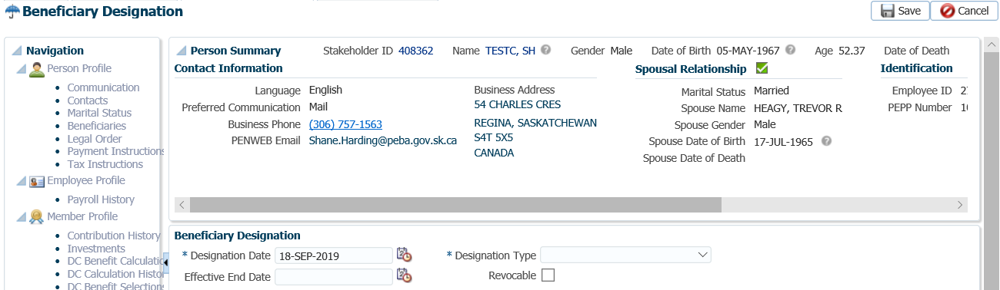 Beneficiary Designation
Save
Cancel
Navigation
Person Profile
Communication
Contacts
Marital Status
Beneficiaries
Legal Order
Payment Instructions
Tax Instructions
Employee Profile
Payroll History
Member Profile
Contribution History
Investments
DC Benefit
DC Calculation
DC Benefit Selections
Person Summary Stakeholder ID 408362 Name TESTC, SH Gender Male Date of Birth 05-MAY-1967 Age 52.37 Date of Death
Contact Information
Language English
Preferred Communication Mail
Business Phone (306) 757-1563
PENWEB Email Shane.Harding@peba.gov.sk.ca
Business Address
54 CHARLES CRES
REGINA, SASKATCHEWAN
S4T 5X5
CANADA
Spousal Relationship
Marital Status Married
Spouse Name HEAGY, TREVOR R
Spouse Gender Male
Spouse Date of Birth 17-JUL-1965
Spouse Date of Death
Identification
Employee ID
PEPP Number
Beneficiary Designation
* Designation Date 18-SEP-2019 * Designation Type
Effective End Date Revocable